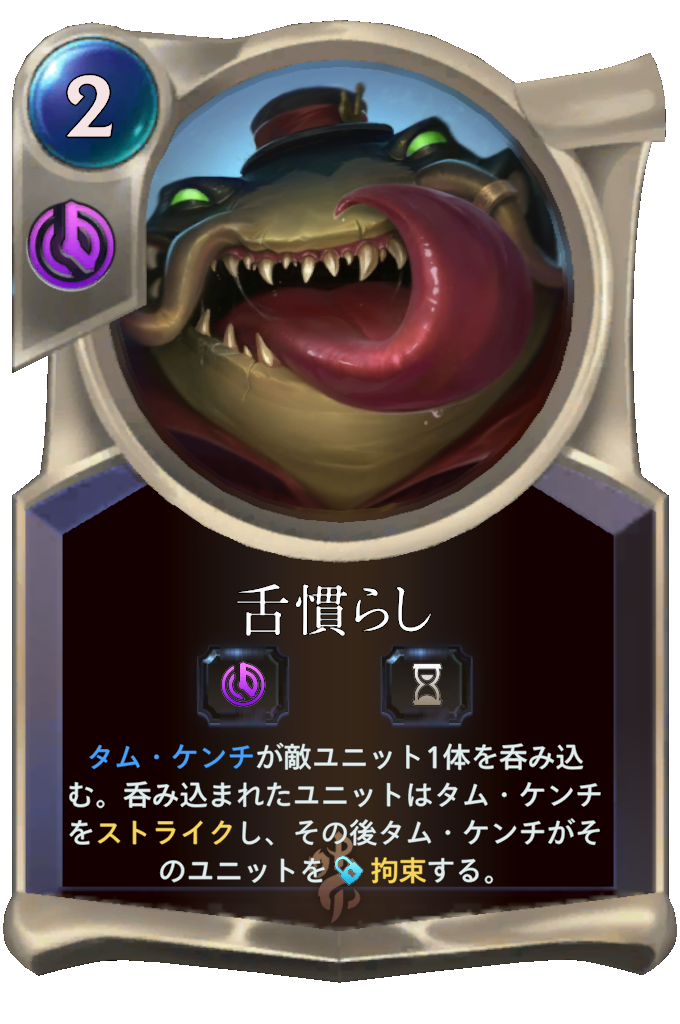 2
舌慣らし
タム・ケンチが敵ユニット1体を呑み込
む。呑み込まれたユニットはタム・ケンチ
をストライクし、その後タム・ケンチがそ
のユニットを拘束する。